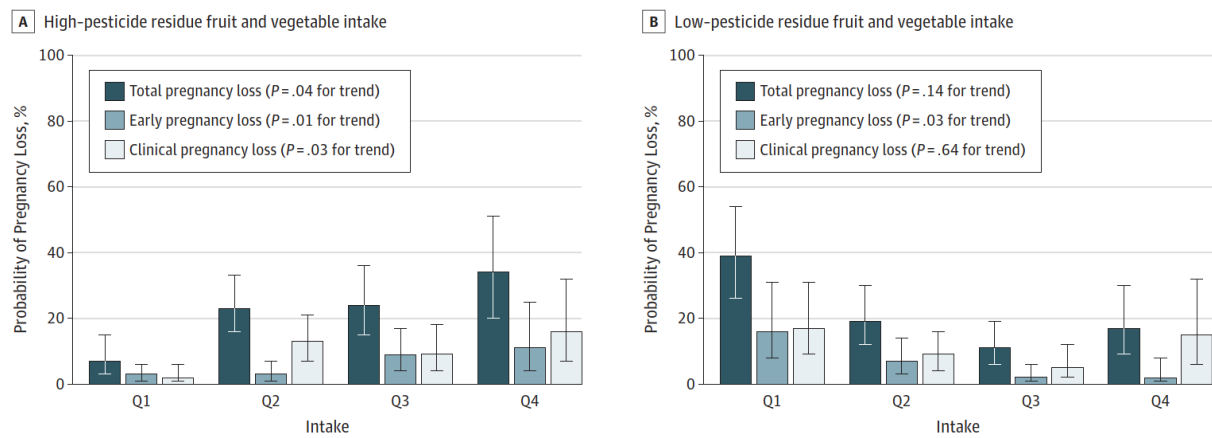 A High-pesticide residue fruit and vegetable intake
100
80
60
40
20
0
Probability of Pregnancy Loss, %
Total pregnancy loss (P = .04 for trend)
Early pregnancy loss (P = .01 for trend)
Clinical pregnancy loss (P = .03 for trend)
Q1 Q2 Q3 Q4
Intake
B Low-pesticide residue fruit and vegetable intake
100
80
60
40
20
0
Probability of Pregnancy Loss, %
Total pregnancy loss (P = .14 for trend)
Early pregnancy loss (P = .03 for trend)
Clinical pregnancy loss (P = .64 for trend)
Q1 Q2 Q3 Q4
Intake